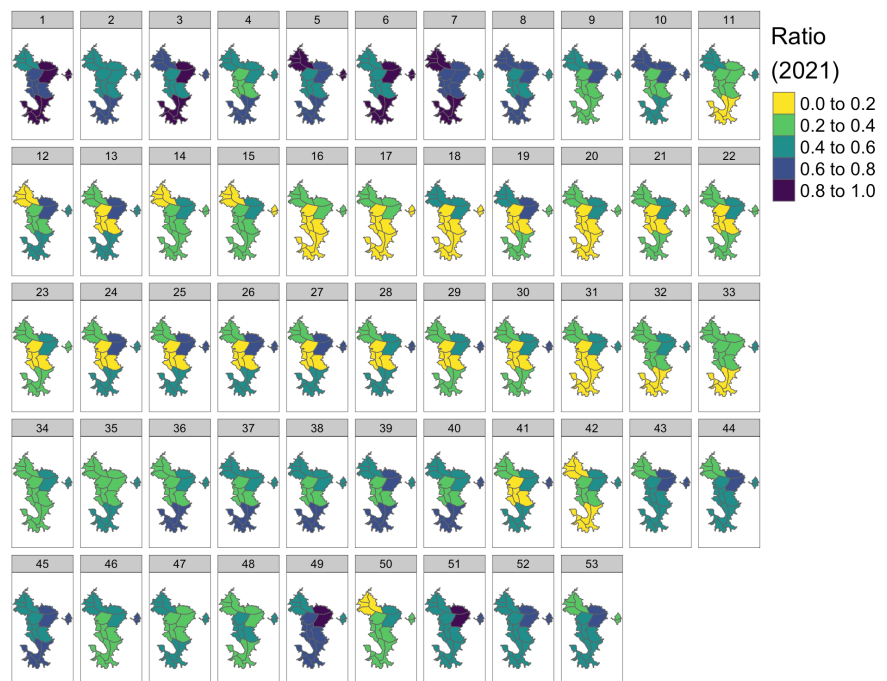 1 2 3 4 5 6 7 8 9 10 11
Ratio
(2021)
0.0 to 0.2
0.2 to 0.4
0.4 to 0.6
0.6 to 0.8
0.8 to 1.0
12 13 14 15 16 17 18 19 20 21 22
23 24 25 26 27 28 29 30 31 32 33
34 35 36 37 38 39 40 41 42 43 44
45 46 47 48 49 50 51 52 53